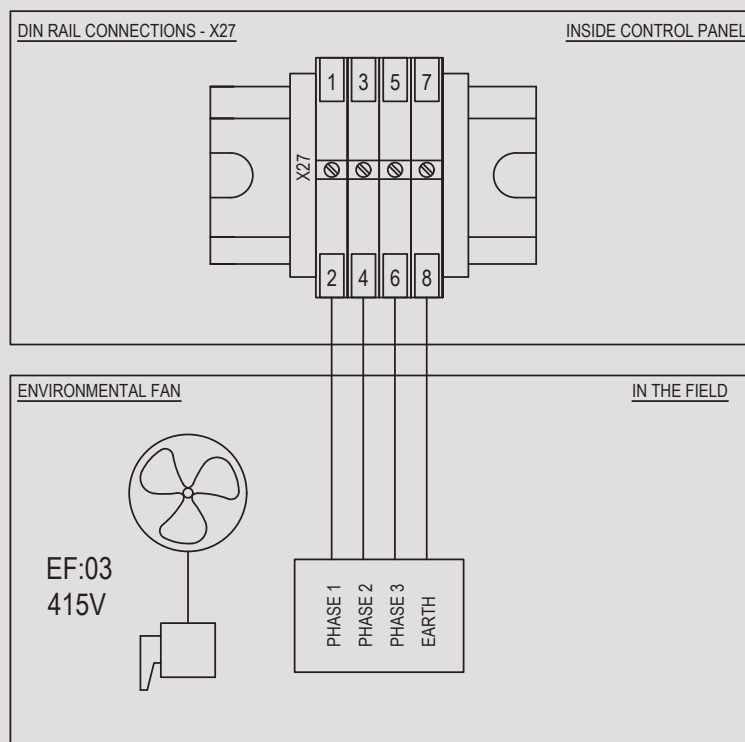 DIN RAIL CONNECTIONS - X27
INSIDE CONTROL PANEL
1 3 5 7
X27
2 4 6 8
ENVIRONMENTAL FAN
IN THE FIELD
EF:03
415V
PHASE 1
PHASE 2
PHASE 3
EARTH